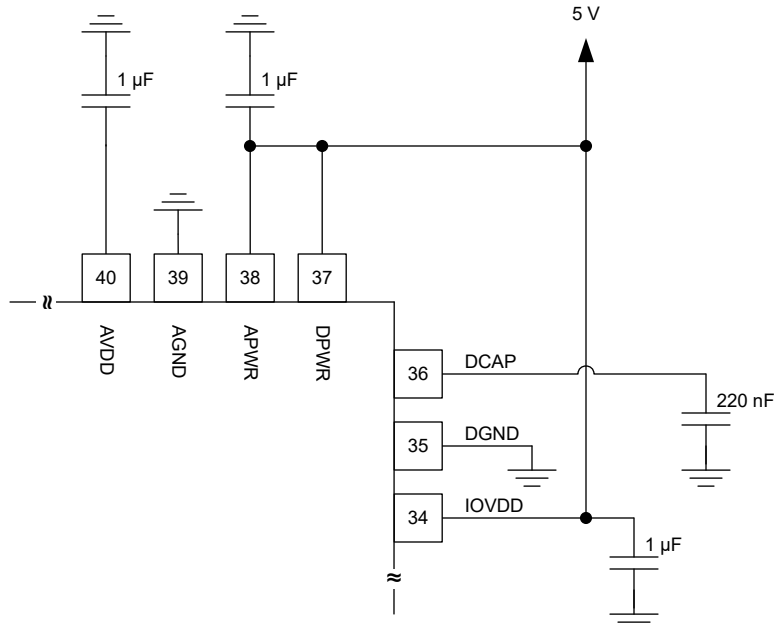 5 V
1 µF
1 µF
40
39
38
37
AVDD
AGND
APWR
DPWR
36
DCAP
220 nF
35
DGND
34
IOVDD
1 µF